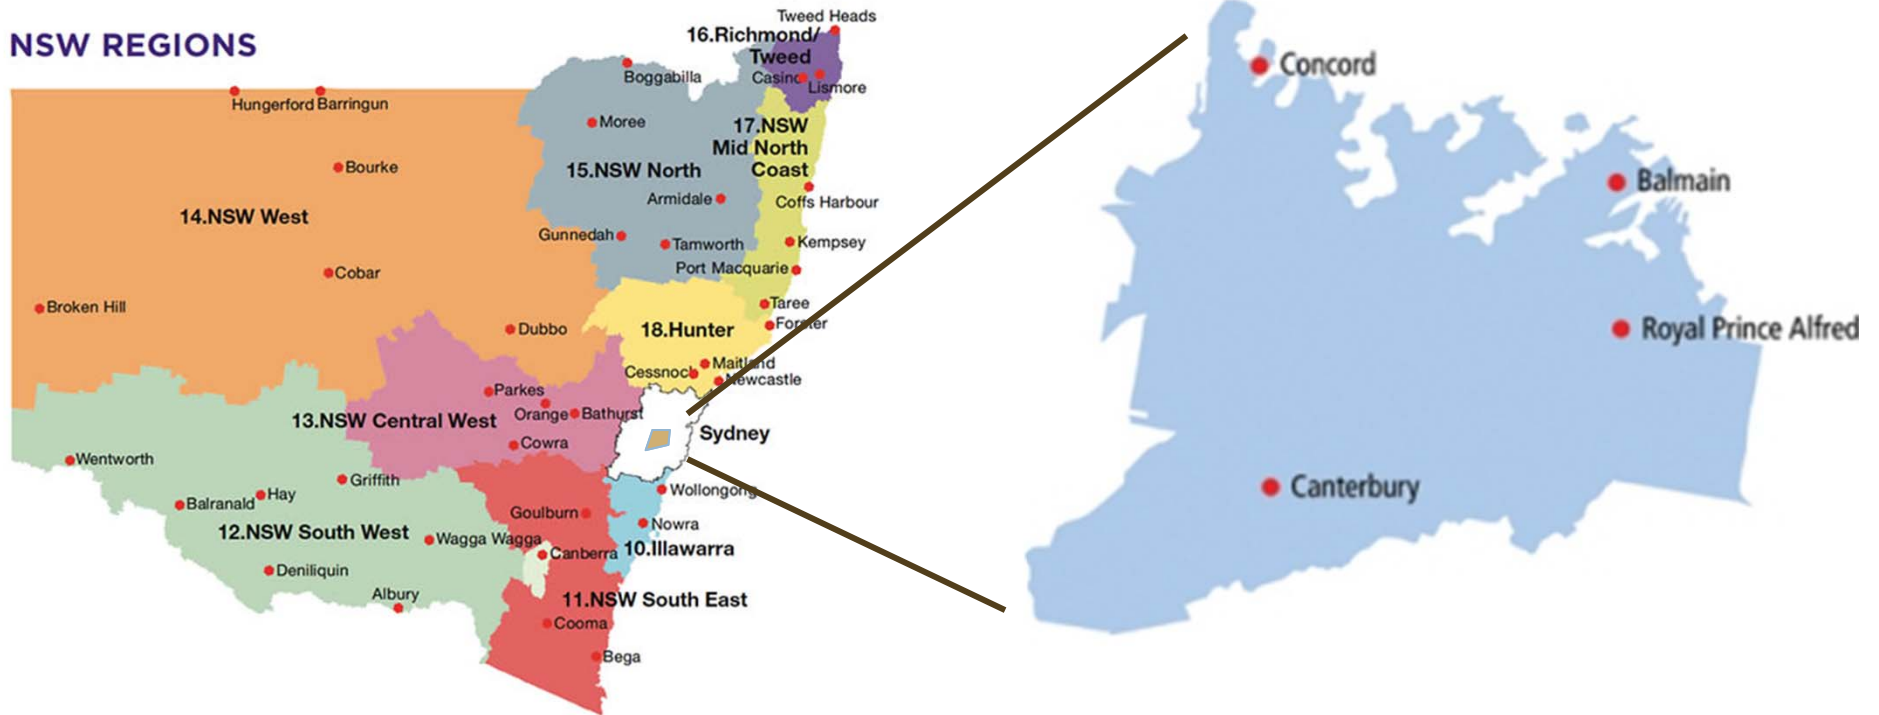 NSW REGIONS
Tweed Heads
16.Richmond/
Tweed
Casino
Lismore
Boggabilla
Hungerford
Barringun
Moree
17.NSW
Mid North
Coast
Bourke
15.NSW North
Armidale
Coffs Harbour
14.NSW West
Gunnedah
Tamworth
Kempsey
Port Macquarie
Cobar
Broken Hill
Taree
Forster
Dubbo
18.Hunter
Maitland
Cessnock
Newcastle
Parkes
Orange
Bathurst
13.NSW Central West
Sydney
Cowra
Wentworth
Griffith
Wollongong
Hay
Balranald
Goulburn
Nowra
12.NSW South West
Wagga Wagga
Canberra
10.Illawarra
Deniliquin
Albury
11.NSW South East
Cooma
Bega
Concord
Balmain
Royal Prince Alfred
Canterbury